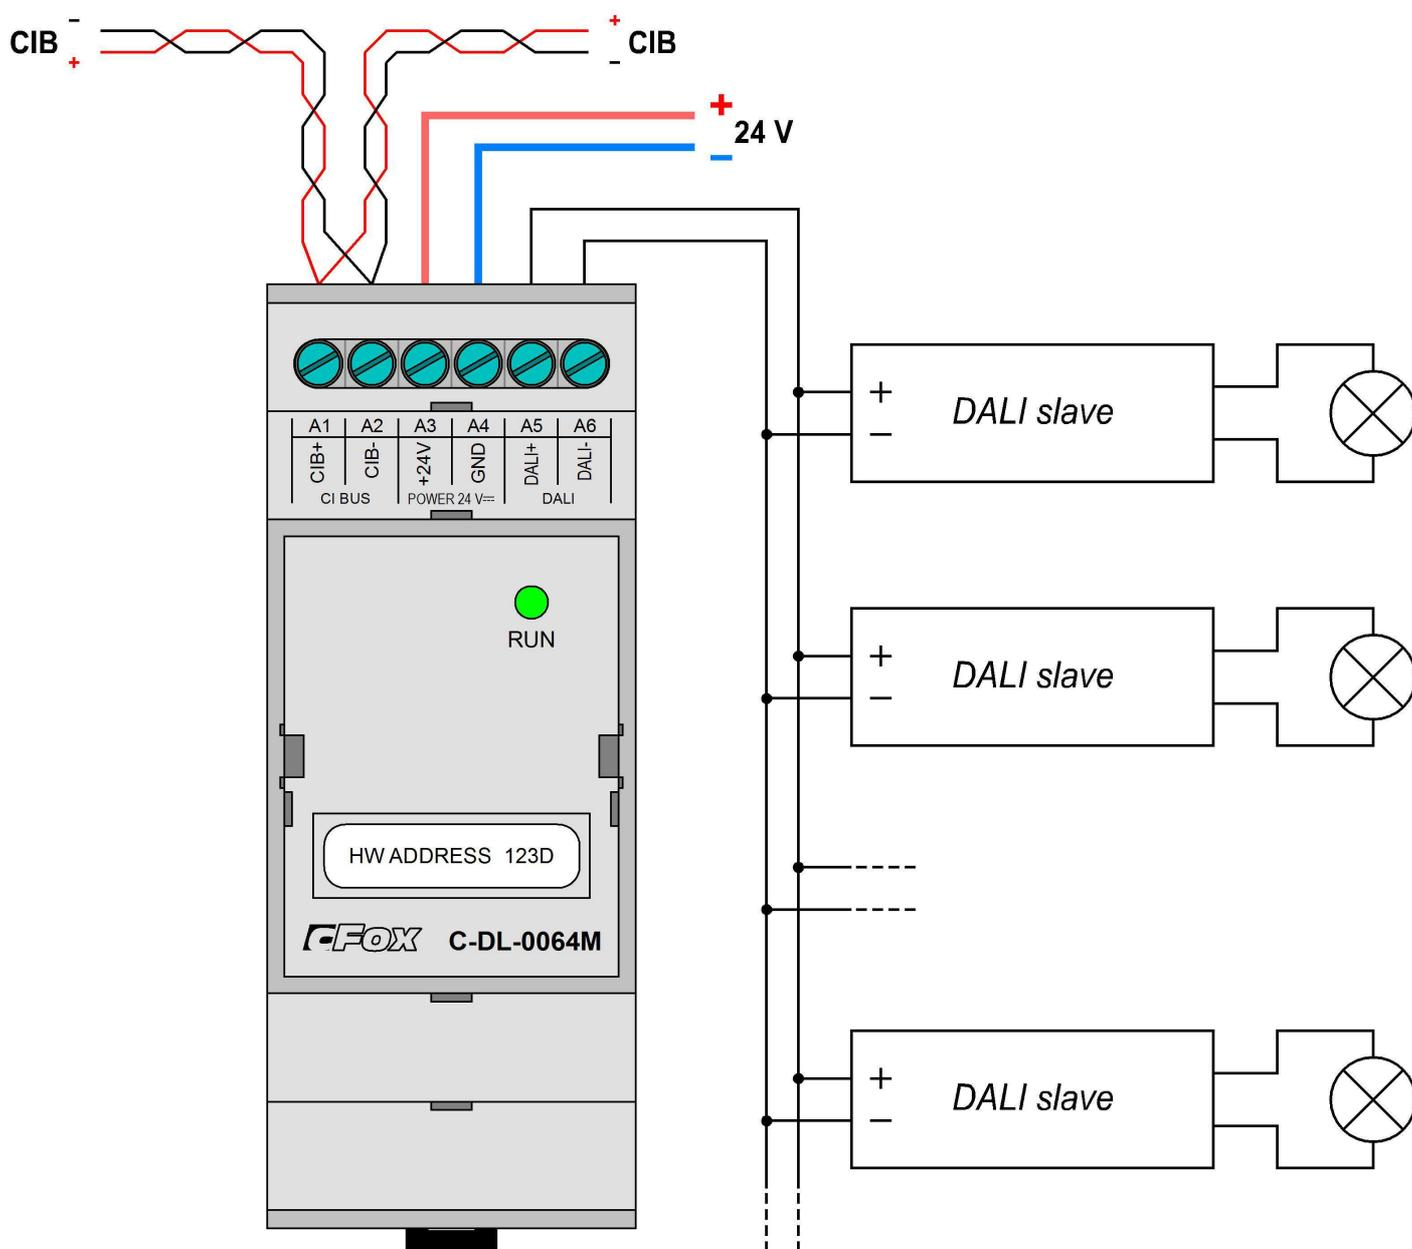 CIB − +
+ − CIB
+ 24 V −
A1 A2 A3 A4 A5 A6
CIB+ CIB- +24V GND DALI+ DALI-
CI BUS POWER 24 V⎓ DALI
RUN
HW ADDRESS 123D
CFox C-DL-0064M
+ − DALI slave
+ − DALI slave
+ − DALI slave